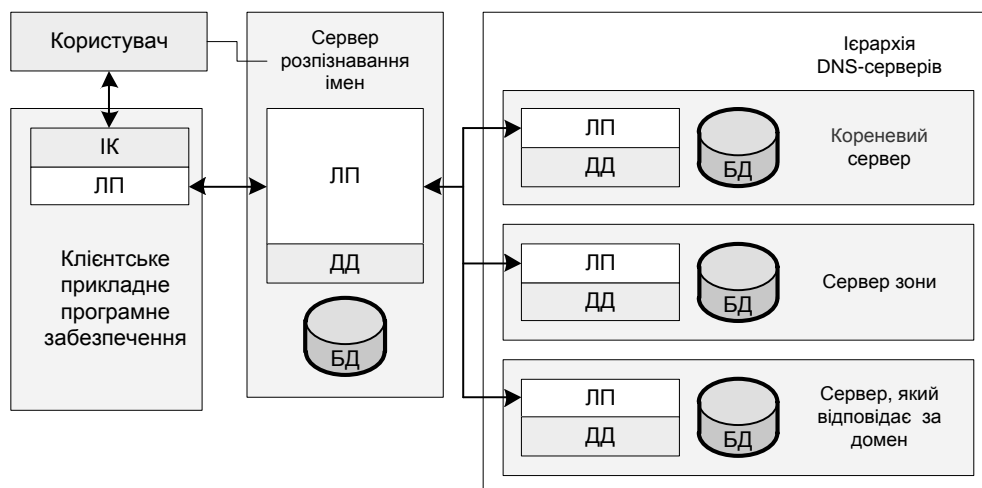 Користувач
ІК
ЛП
Клієнтське
прикладне
програмне
забезпечення
Сервер
розпізнавання
імен
ЛП
ДД
БД
Ієрархія
DNS-серверів
ЛП
ДД
БД
Кореневий
сервер
ЛП
ДД
БД
Сервер зони
ЛП
ДД
БД
Сервер, який
відповідає за
домен